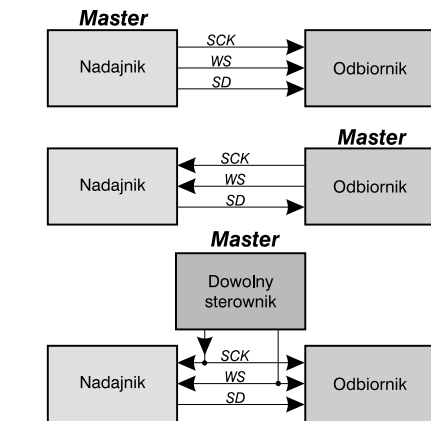 Master
Nadajnik
SCK
WS
SD
Odbiornik
Master
Nadajnik
SCK
WS
SD
Odbiornik
Master
Dowolny
sterownik
Nadajnik
SCK
WS
SD
Odbiornik